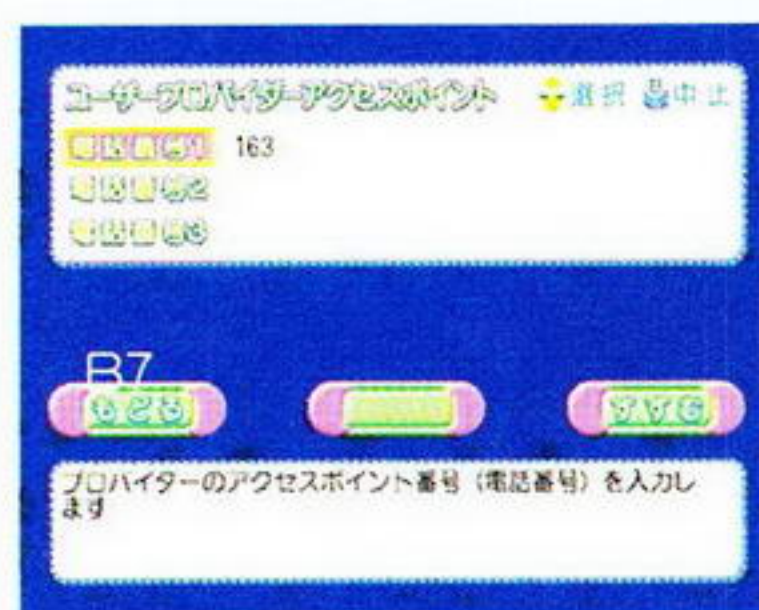 ユーザープロバイダーアクセスポイント 選択 中止
電話番号1 163
電話番号2
電話番号3
B7
もどる
すすむ
プロバイダーのアクセスポイント番号（電話番号）を入力し
ます